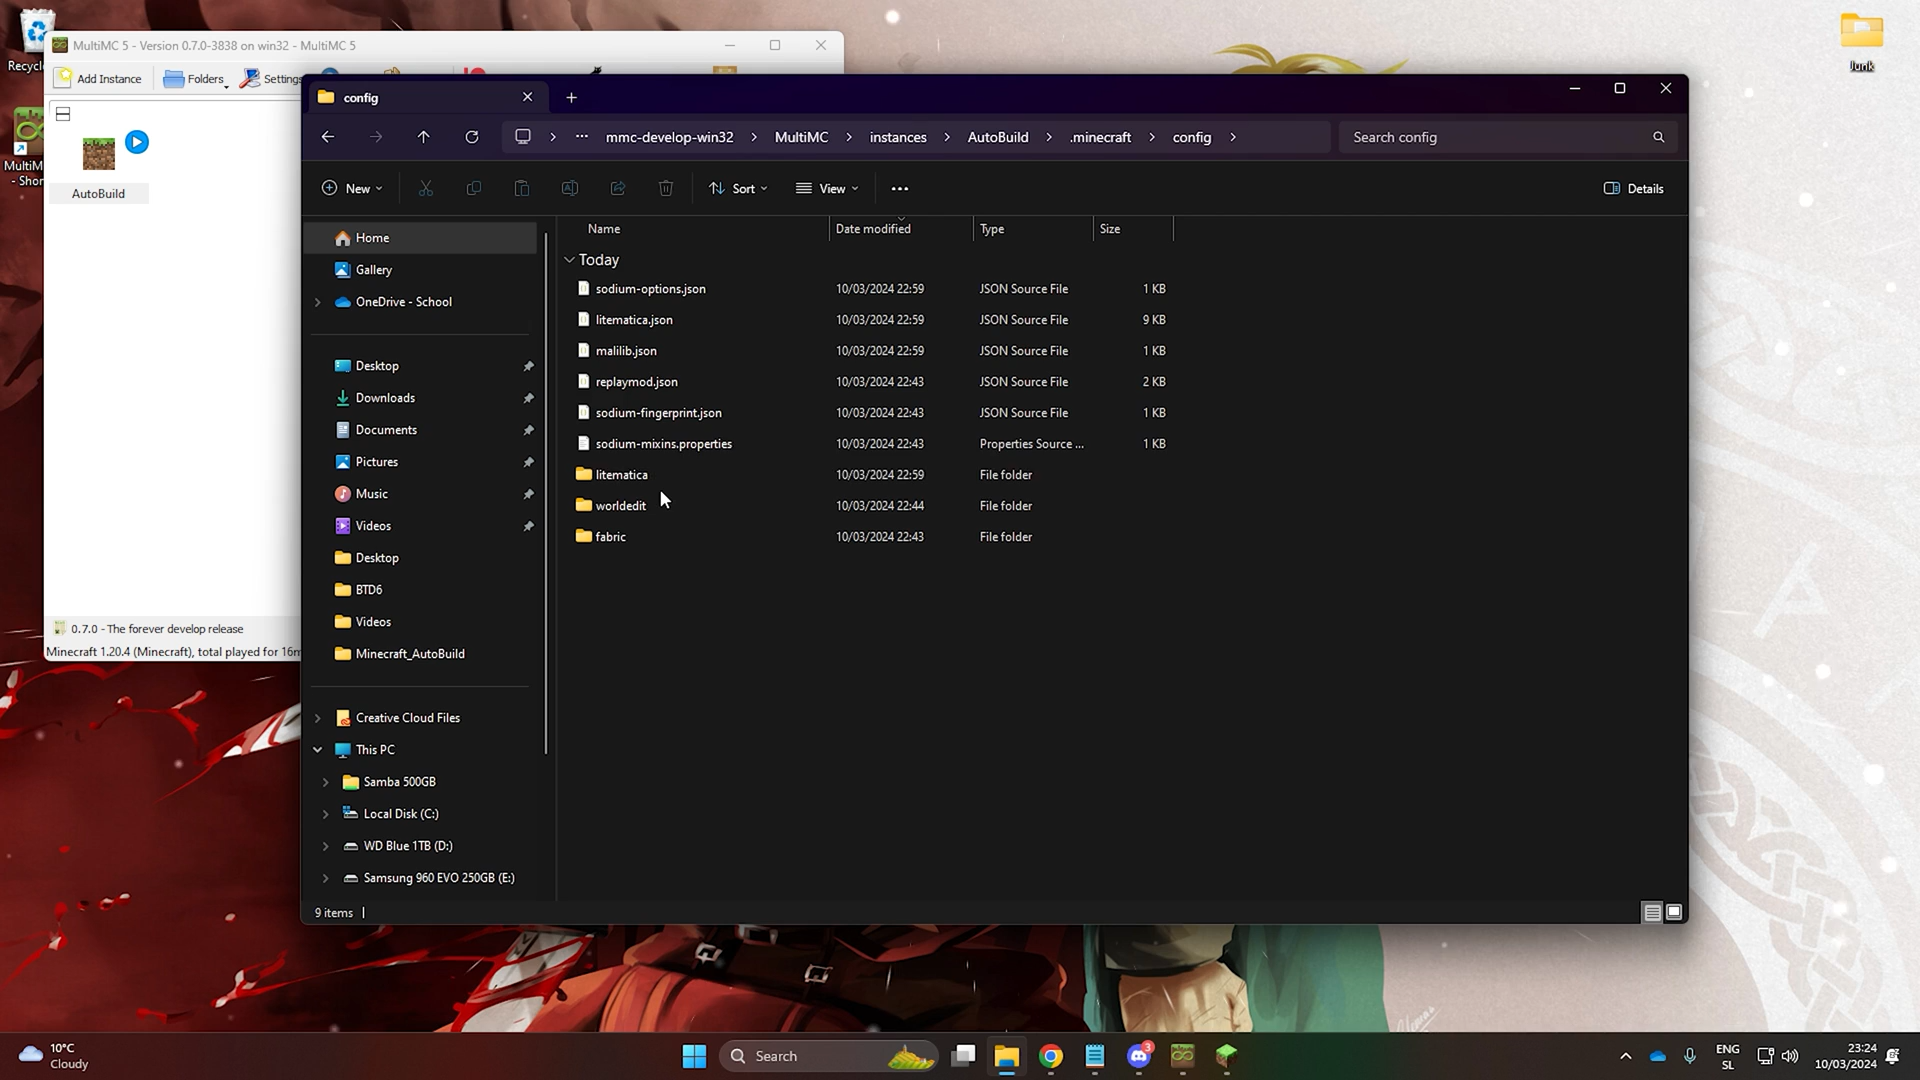 Recycl
MultiMC 5 - Version 0.7.0-3838 on win32 - MultiMC 5
Junk
Add Instance
Folders
Settings
config
mmc-develop-win32
MultiMC
instances
AutoBuild
.minecraft
config
Search config
MultiM
- Shor
AutoBuild
New
Sort
View
Details
Home
Gallery
OneDrive - School
Desktop
Downloads
Documents
Pictures
Music
Videos
Desktop
BTD6
Videos
Minecraft_AutoBuild
Creative Cloud Files
This PC
Samba 500GB
Local Disk (C:)
WD Blue 1TB (D:)
Samsung 960 EVO 250GB (E:)
Name Date modified Type Size
Today
sodium-options.json 10/03/2024 22:59 JSON Source File 1 KB
litematica.json 10/03/2024 22:59 JSON Source File 9 KB
malilib.json 10/03/2024 22:59 JSON Source File 1 KB
replaymod.json 10/03/2024 22:43 JSON Source File 2 KB
sodium-fingerprint.json 10/03/2024 22:43 JSON Source File 1 KB
sodium-mixins.properties 10/03/2024 22:43 Properties Source ... 1 KB
litematica 10/03/2024 22:59 File folder
worldedit 10/03/2024 22:44 File folder
fabric 10/03/2024 22:43 File folder
0.7.0 - The forever develop release
Minecraft 1.20.4 (Minecraft), total played for 16m
9 items
10°C
Cloudy
Search
3
ENG
SL
23:24
10/03/2024